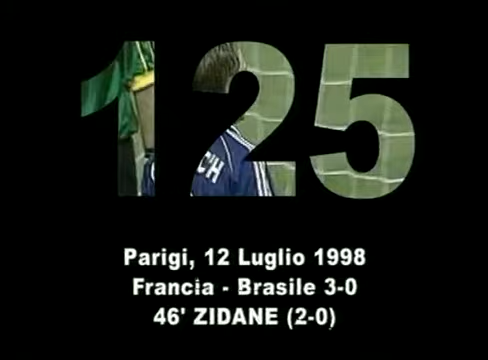 125
C'H
Parigi, 12 Luglio 1998
Francia - Brasile 3-0
46' ZIDANE (2-0)